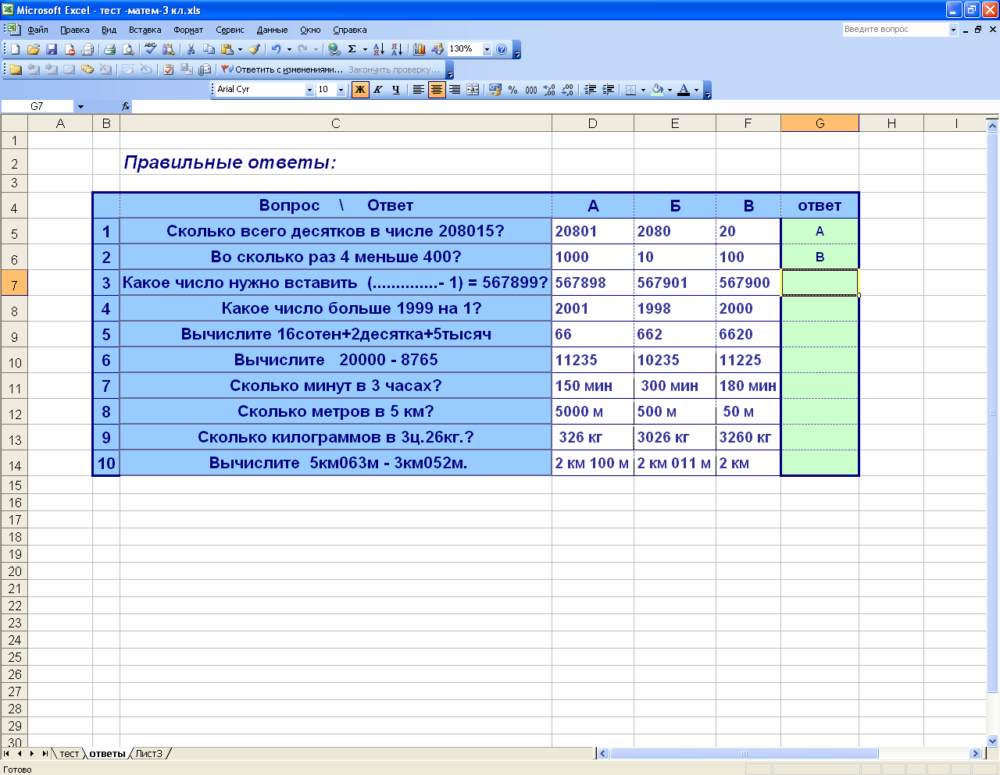 Microsoft Excel - тест -матем-3 кл.xls
Файл Правка Вид Вставка Формат Сервис Данные Окно Справка Введите вопрос
130%
Ответить с изменениями... Закончить проверку...
Arial Cyr 10 Ж К Ч % 000
G7 fx
A B C D E F G H I
1
2 Правильные ответы:
3
4 Вопрос \ Ответ А Б В ответ
5 1 Сколько всего десятков в числе 208015? 20801 2080 20 А
6 2 Во сколько раз 4 меньше 400? 1000 10 100 В
7 3 Какое число нужно вставить (..............- 1) = 567899? 567898 567901 567900
8 4 Какое число больше 1999 на 1? 2001 1998 2000
9 5 Вычислите 16сотен+2десятка+5тысяч 66 662 6620
10 6 Вычислите 20000 - 8765 11235 10235 11225
11 7 Сколько минут в 3 часах? 150 мин 300 мин 180 мин
12 8 Сколько метров в 5 км? 5000 м 500 м 50 м
13 9 Сколько килограммов в 3ц.26кг.? 326 кг 3026 кг 3260 кг
14 10 Вычислите 5км063м - 3км052м. 2 км 100 м 2 км 011 м 2 км
15
16
17
18
19
20
21
22
23
24
25
26
27
28
29
30
тест ответы Лист3
Готово